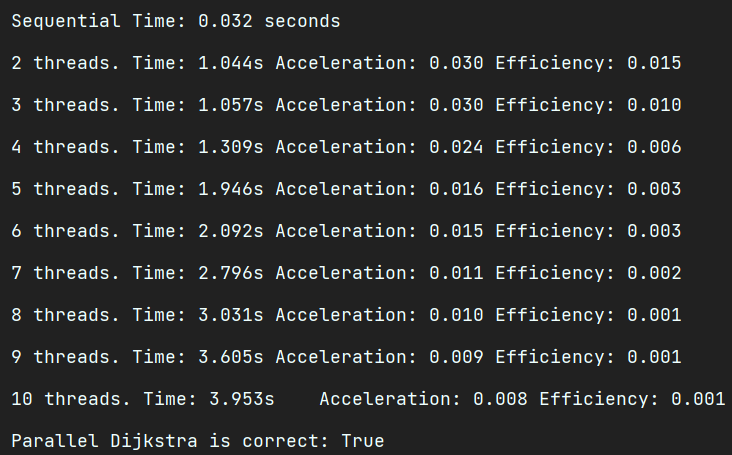 Sequential Time: 0.032 seconds
2 threads. Time: 1.044s Acceleration: 0.030 Efficiency: 0.015
3 threads. Time: 1.057s Acceleration: 0.030 Efficiency: 0.010
4 threads. Time: 1.309s Acceleration: 0.024 Efficiency: 0.006
5 threads. Time: 1.946s Acceleration: 0.016 Efficiency: 0.003
6 threads. Time: 2.092s Acceleration: 0.015 Efficiency: 0.003
7 threads. Time: 2.796s Acceleration: 0.011 Efficiency: 0.002
8 threads. Time: 3.031s Acceleration: 0.010 Efficiency: 0.001
9 threads. Time: 3.605s Acceleration: 0.009 Efficiency: 0.001
10 threads. Time: 3.953s    Acceleration: 0.008 Efficiency: 0.001
Parallel Dijkstra is correct: True